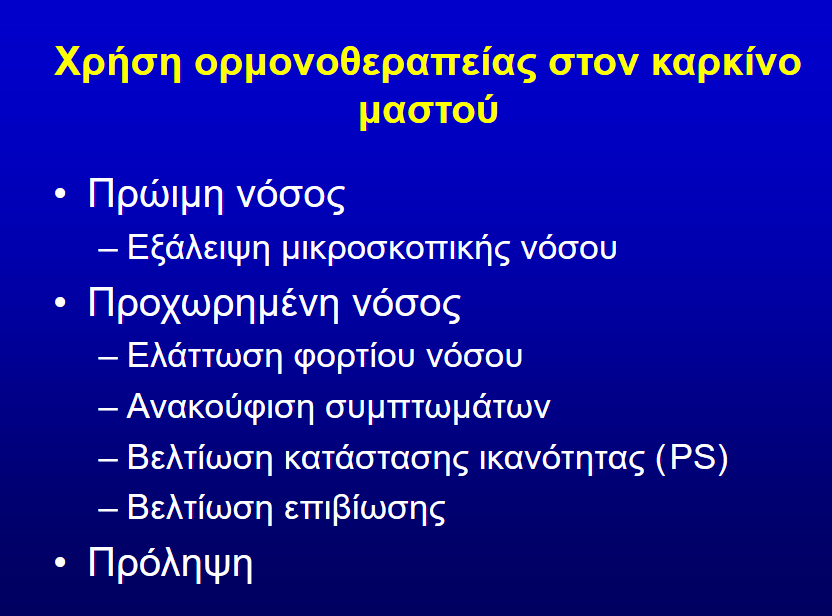 Χρήση ορμονοθεραπείας στον καρκίνο
μαστού
• Πρώιμη νόσος
– Εξάλειψη μικροσκοπικής νόσου
• Προχωρημένη νόσος
– Ελάττωση φορτίου νόσου
– Ανακούφιση συμπτωμάτων
– Βελτίωση κατάστασης ικανότητας (PS)
– Βελτίωση επιβίωσης
• Πρόληψη